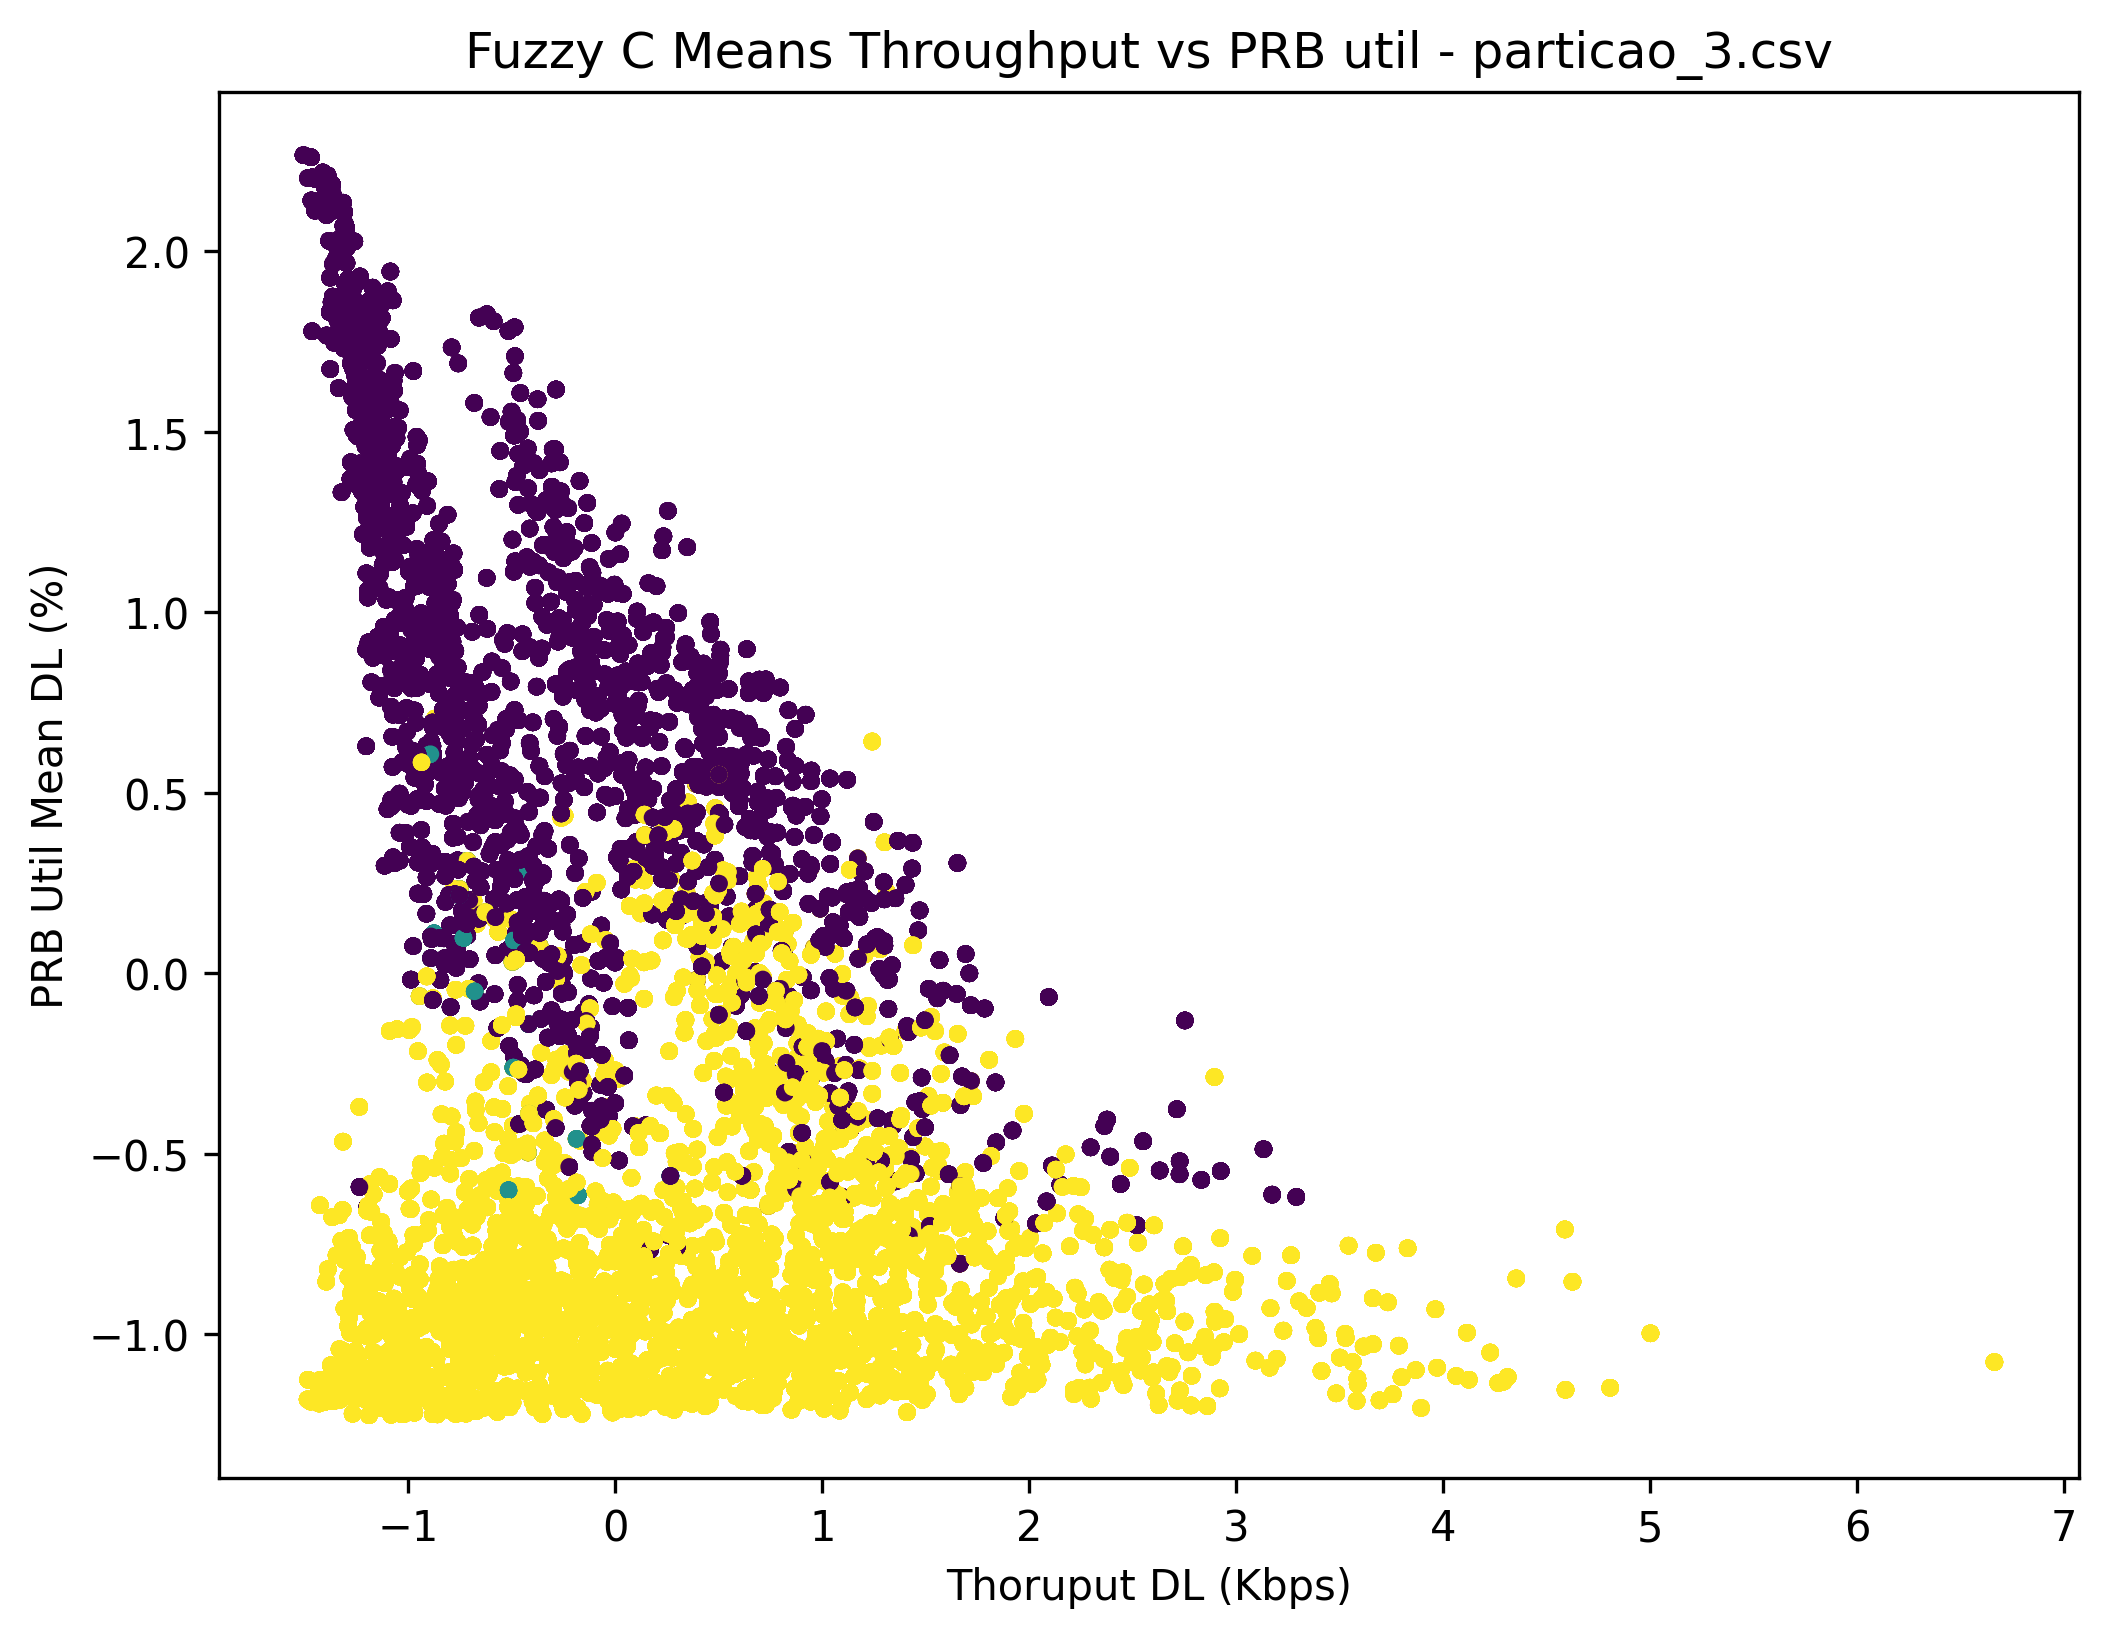 Fuzzy C Means Throughput vs PRB util - particao_3.csv
PRB Util Mean DL (%)
2.0
1.5
1.0
0.5
0.0
−0.5
−1.0
−1 0 1 2 3 4 5 6 7
Thoruput DL (Kbps)